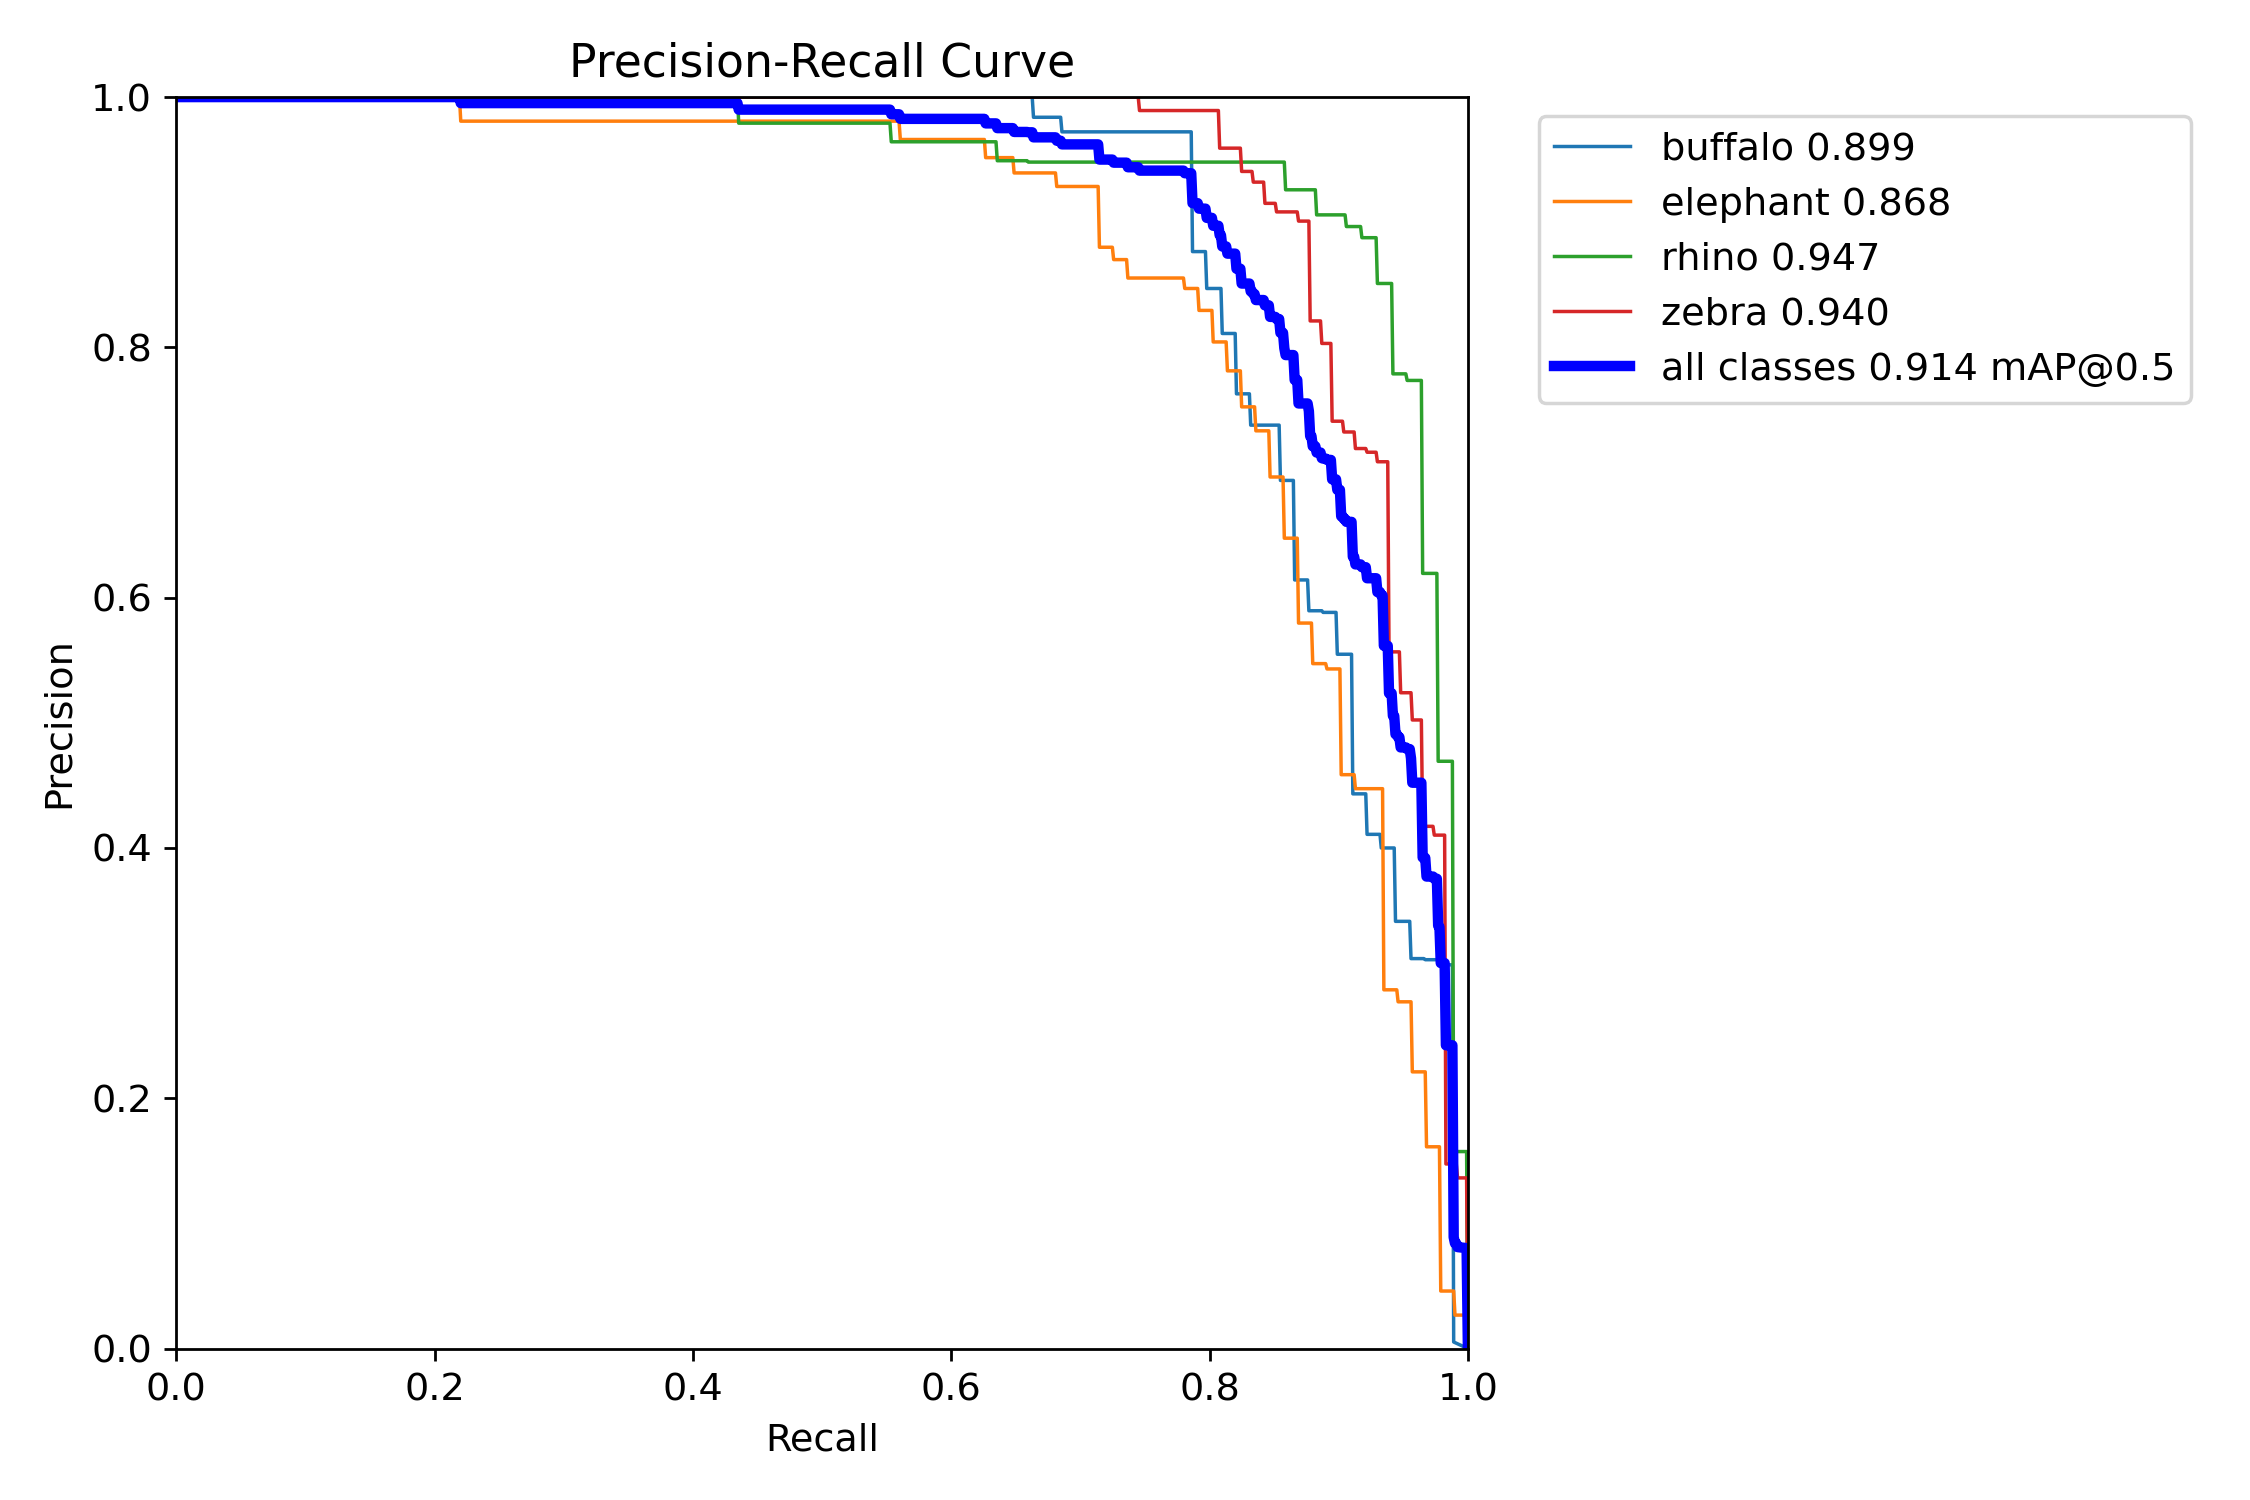 Precision-Recall Curve
1.0
0.8
0.6
0.4
0.2
0.0
Precision
0.0 0.2 0.4 0.6 0.8 1.0
Recall
buffalo 0.899
elephant 0.868
rhino 0.947
zebra 0.940
all classes 0.914 mAP@0.5